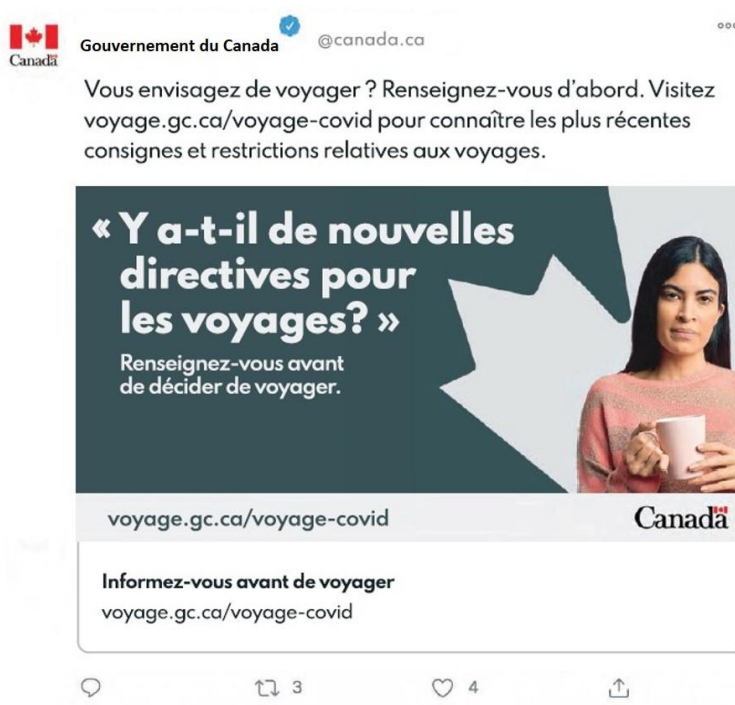 Canada
Gouvernement du Canada @canada.ca
Vous envisagez de voyager ? Renseignez-vous d’abord. Visitez
voyage.gc.ca/voyage-covid pour connaître les plus récentes
consignes et restrictions relatives aux voyages.
« Y a-t-il de nouvelles
directives pour
les voyages? »
Renseignez-vous avant
de décider de voyager.
voyage.gc.ca/voyage-covid
Canada
Informez-vous avant de voyager
voyage.gc.ca/voyage-covid
3
4